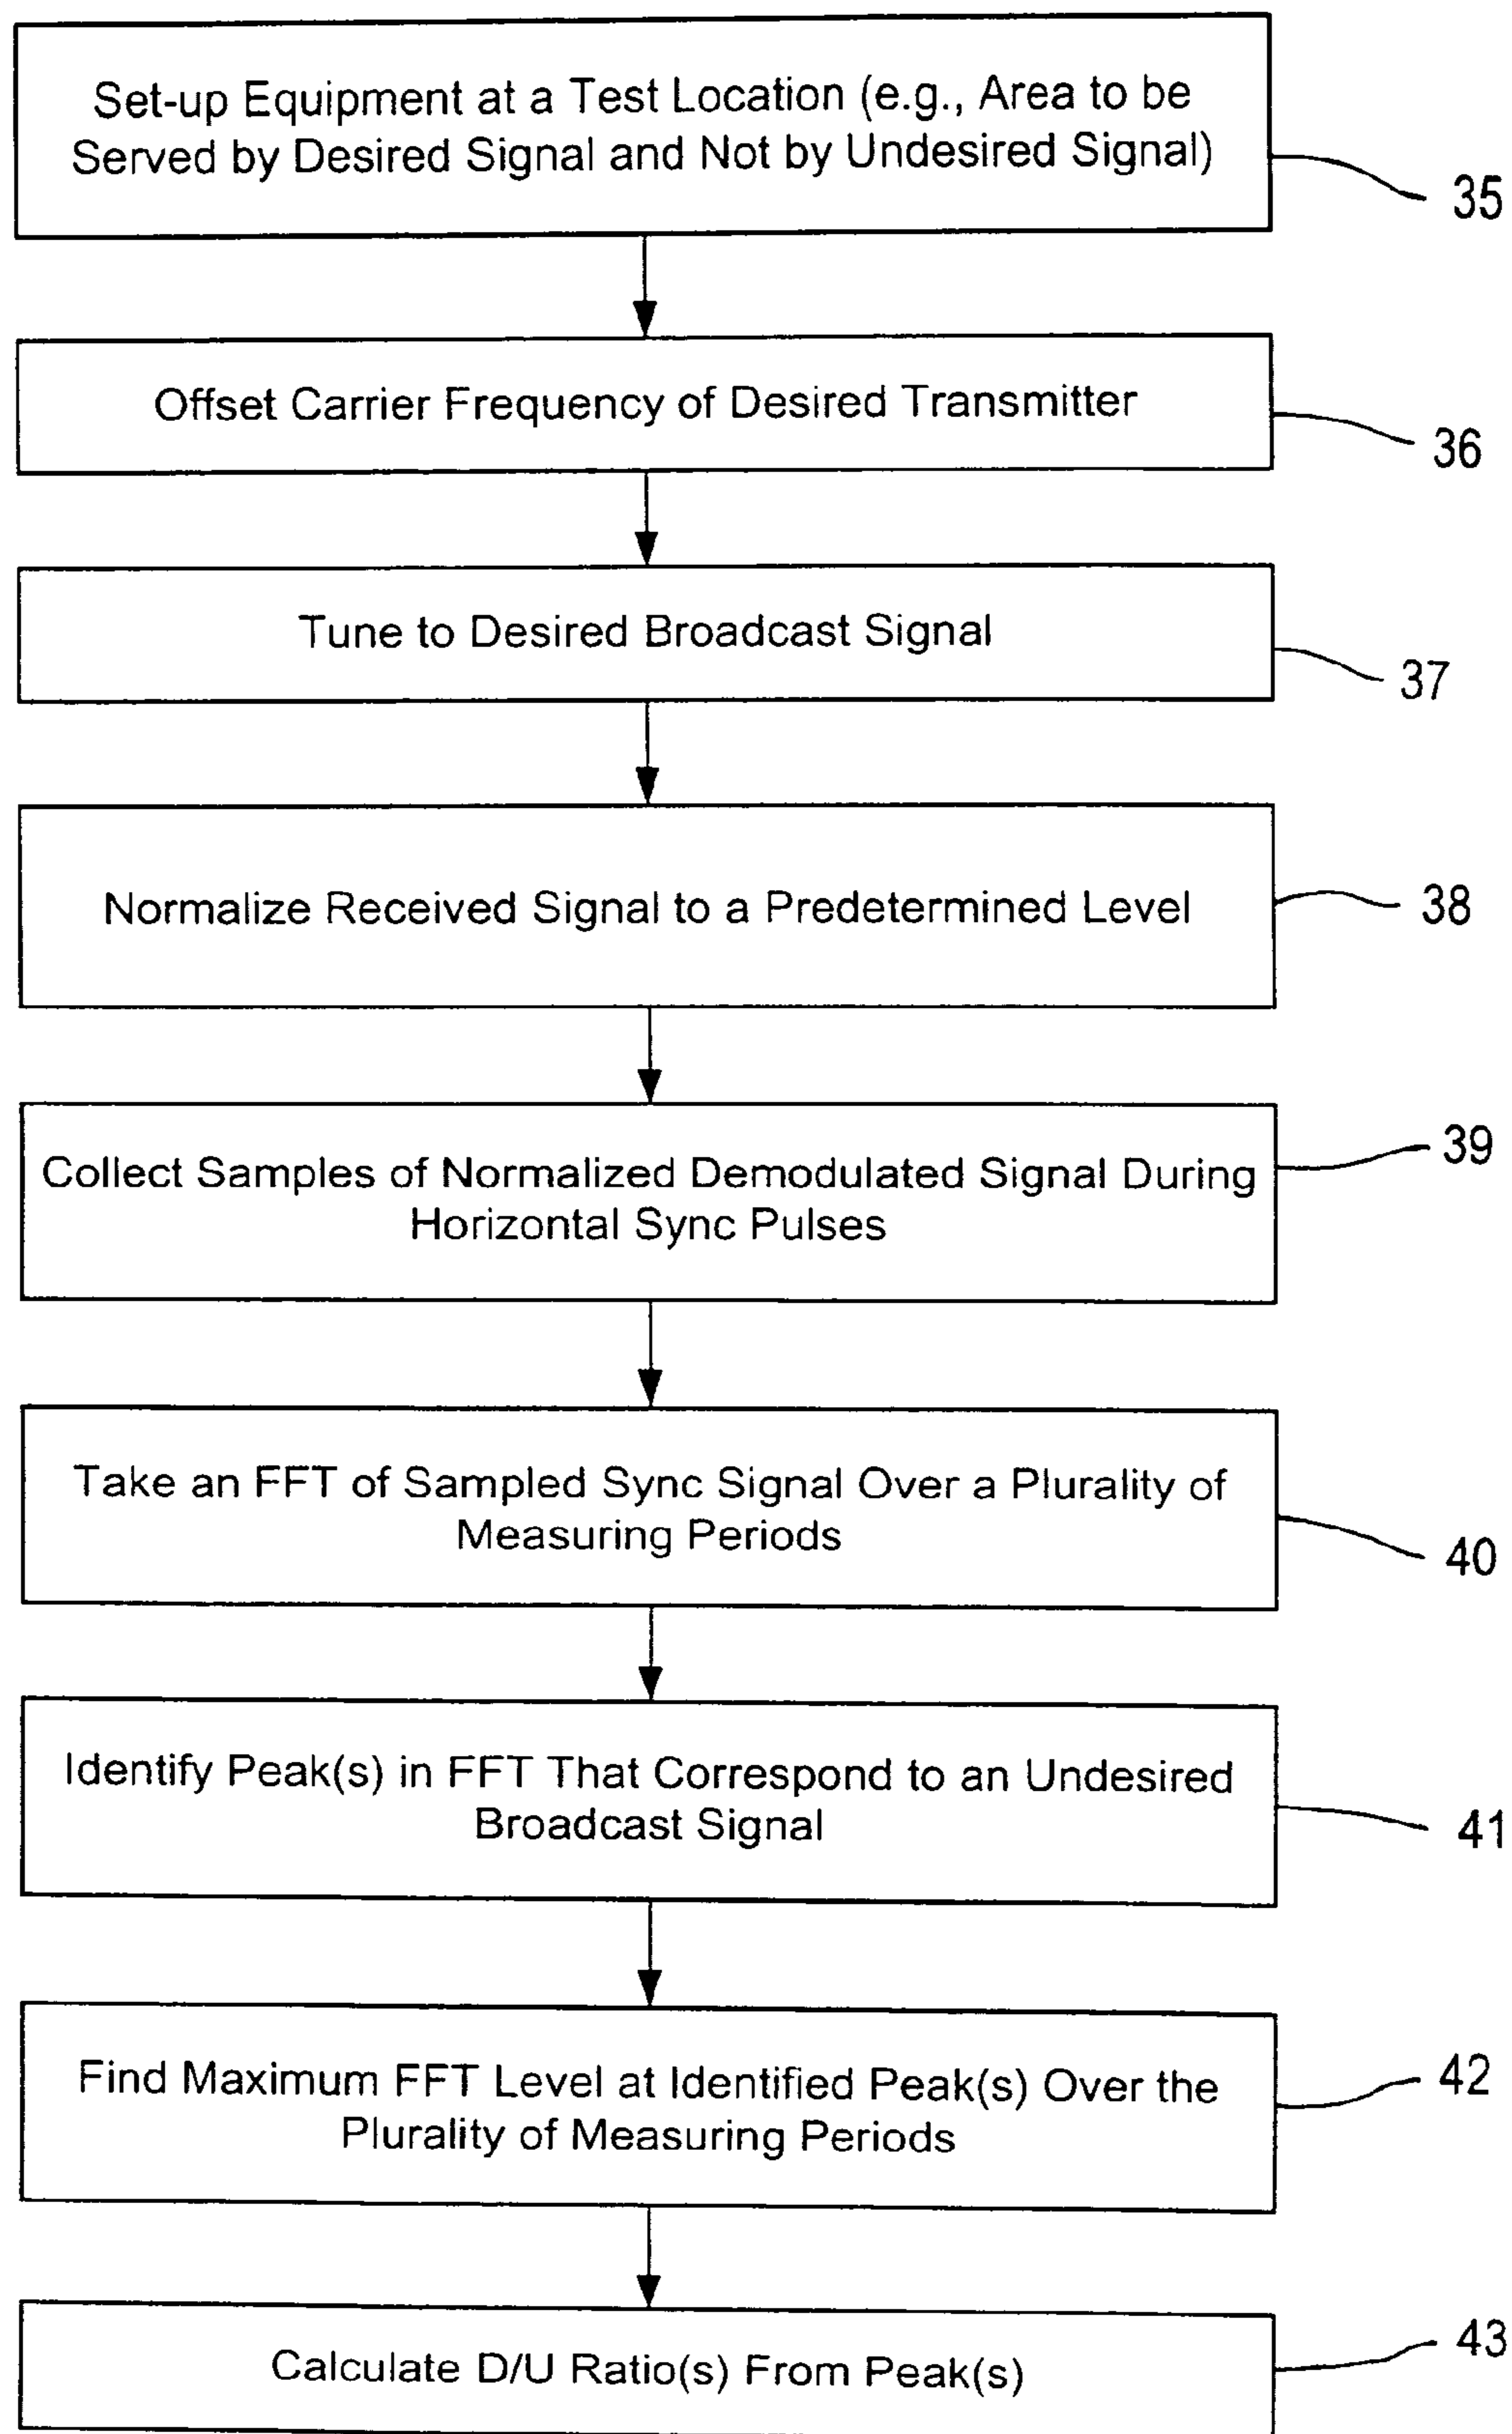 Set-up Equipment at a Test Location (e.g., Area to be
Served by Desired Signal and Not by Undesired Signal)
35
Offset Carrier Frequency of Desired Transmitter
36
Tune to Desired Broadcast Signal
37
Normalize Received Signal to a Predetermined Level
38
Collect Samples of Normalized Demodulated Signal During
Horizontal Sync Pulses
39
Take an FFT of Sampled Sync Signal Over a Plurality of
Measuring Periods
40
Identify Peak(s) in FFT That Correspond to an Undesired
Broadcast Signal
41
Find Maximum FFT Level at Identified Peak(s) Over the
Plurality of Measuring Periods
42
Calculate D/U Ratio(s) From Peak(s)
43